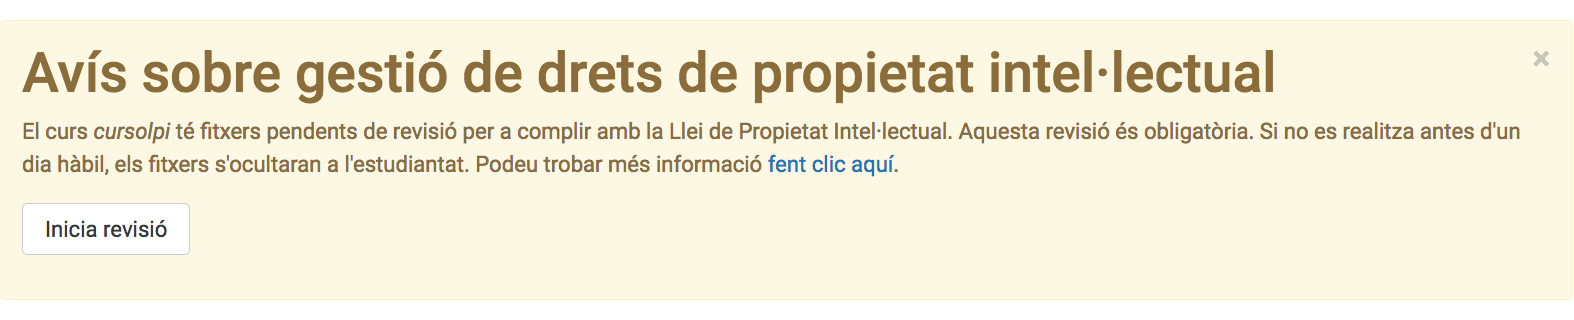 Avís sobre gestió de drets de propietat intel·lectual
El curs cursolpi té fitxers pendents de revisió per a complir amb la Llei de Propietat Intel·lectual. Aquesta revisió és obligatòria. Si no es realitza antes d'un
dia hàbil, els fitxers s'ocultaran a l'estudiantat. Podeu trobar més informació fent clic aquí.
Inicia revisió